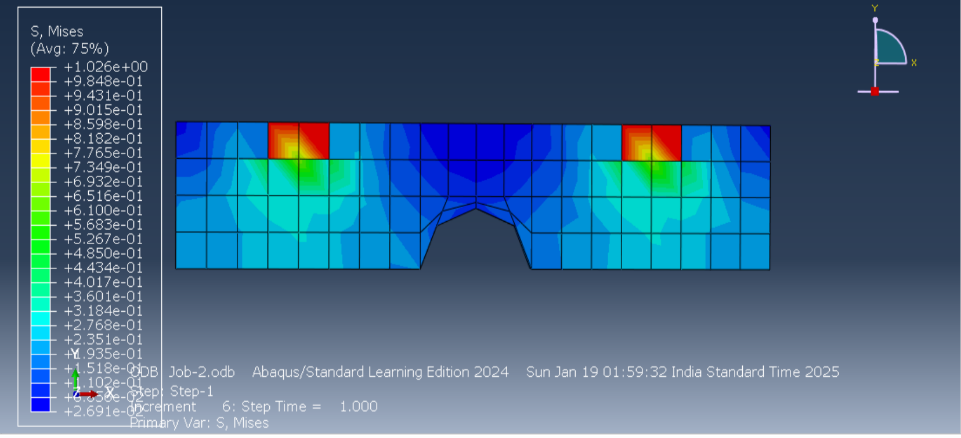 S, Mises
(Avg: 75%)
+1.026e+00
+9.848e-01
+9.431e-01
+9.015e-01
+8.598e-01
+8.182e-01
+7.765e-01
+7.349e-01
+6.932e-01
+6.516e-01
+6.100e-01
+5.683e-01
+5.267e-01
+4.850e-01
+4.434e-01
+4.017e-01
+3.601e-01
+3.184e-01
+2.768e-01
+2.351e-01
+1.935e-01
+1.518e-01
+1.102e-01
+2.691e-02
Y
X
Z
Y
X
Z
ODB: Job-2.odb Abaqus/Standard Learning Edition 2024 Sun Jan 19 01:59:32 India Standard Time 2025
Step: Step-1
Increment 6: Step Time = 1.000
Primary Var: S, Mises